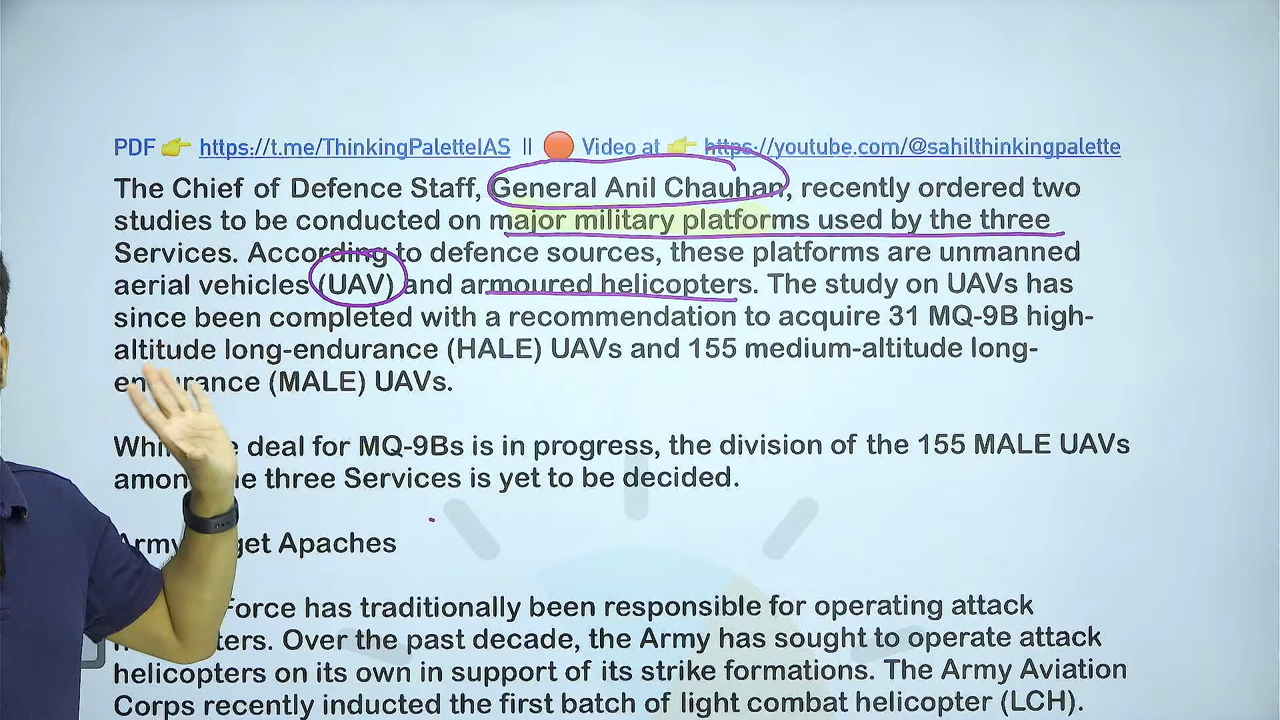 PDF 👉 https://t.me/ThinkingPaletteIAS || 🔴 Video at 👉 https://youtube.com/@sahilthinkingpalette
The Chief of Defence Staff, General Anil Chauhan, recently ordered two
studies to be conducted on major military platforms used by the three
Services. According to defence sources, these platforms are unmanned
aerial vehicles (UAV) and armoured helicopters. The study on UAVs has
since been completed with a recommendation to acquire 31 MQ-9B high-
altitude long-endurance (HALE) UAVs and 155 medium-altitude long-
endurance (MALE) UAVs.
deal for MQ-9Bs is in progress, the division of the 155 MALE UAVs
three Services is yet to be decided.
Army get Apaches
Force has traditionally been responsible for operating attack
Over the past decade, the Army has sought to operate attack
helicopters on its own in support of its strike formations. The Army Aviation
Corps recently inducted the first batch of light combat helicopter (LCH).